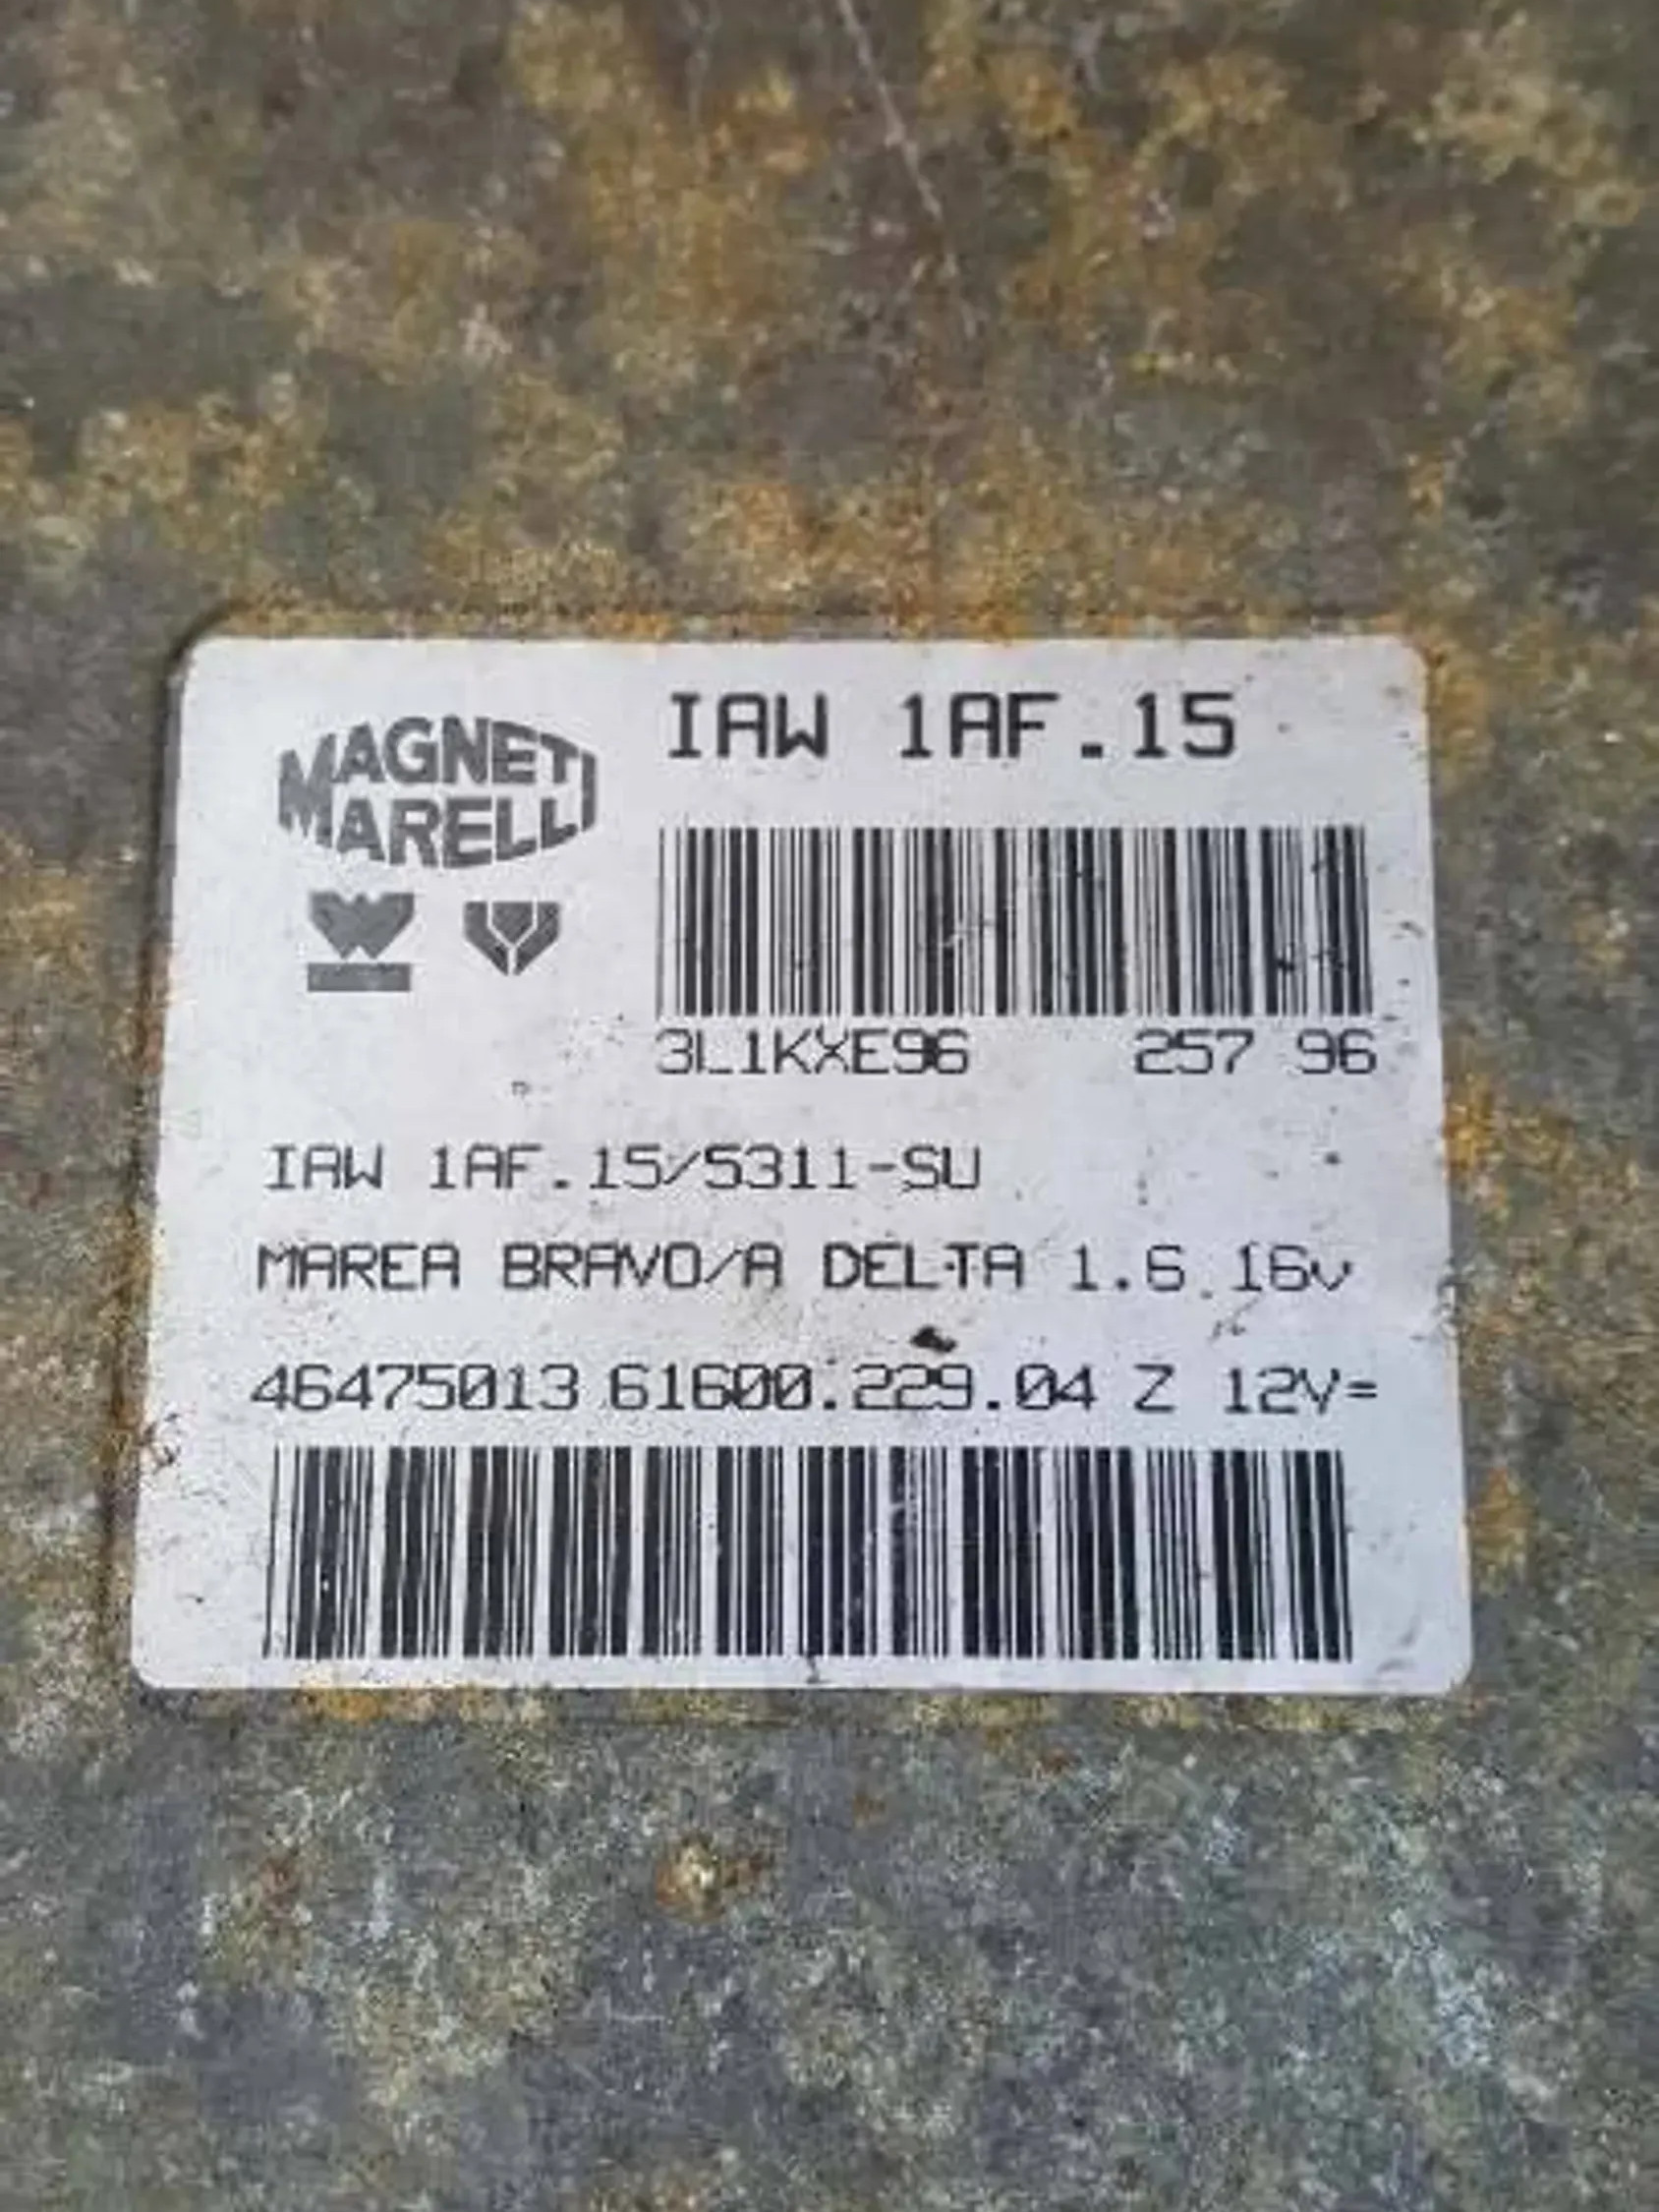 MAGNETI
MARELLI
IAW 1AF.15
3L1KXE96 257 96
IAW 1AF.15/5311-SU
MAREA BRAVO/A DELTA 1.6 16v
46475013 61600.229.04 Z 12V=